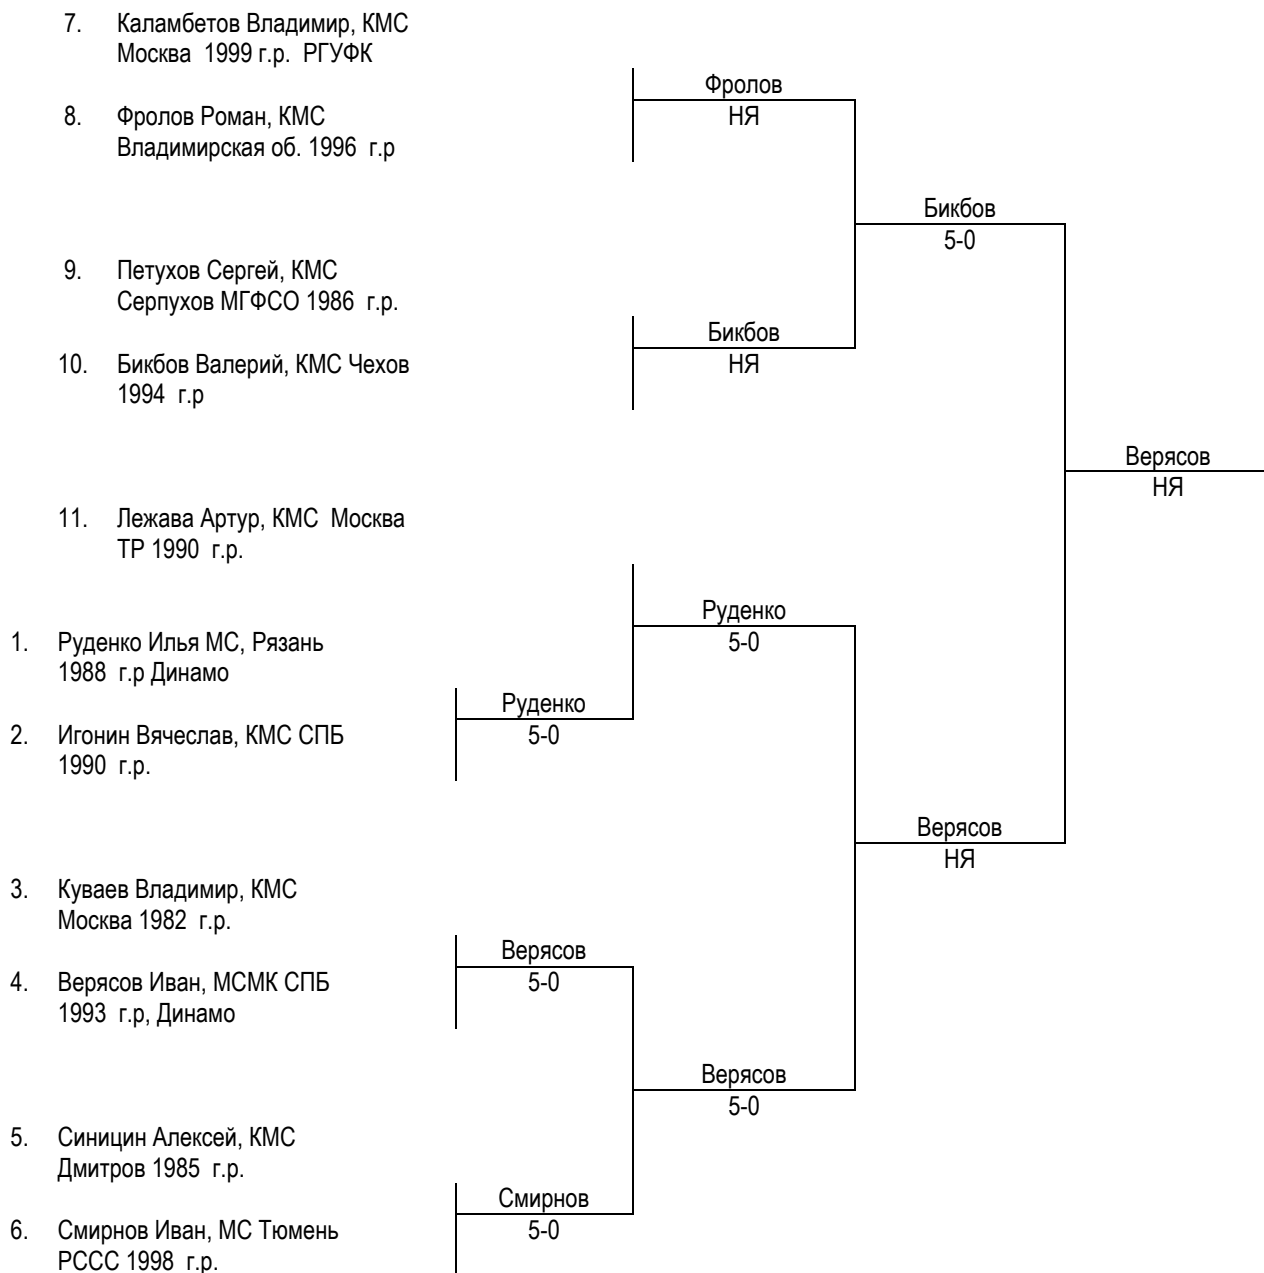 7. Каламбетов Владимир, КМС
Москва 1999 г.р. РГУФК
Фролов
8. Фролов Роман, КМС
НЯ
Владимирская об. 1996 г.р
Бикбов
5-0
9. Петухов Сергей, КМС
Серпухов МГФСО 1986 г.р.
Бикбов
10. Бикбов Валерий, КМС Чехов
НЯ
1994 г.р
Верясов
НЯ
11. Лежава Артур, КМС Москва
ТР 1990 г.р.
Руденко
1. Руденко Илья МС, Рязань
5-0
1988 г.р Динамо
Руденко
2. Игонин Вячеслав, КМС СПБ
5-0
1990 г.р.
Верясов
НЯ
3. Куваев Владимир, КМС
Москва 1982 г.р.
Верясов
4. Верясов Иван, МСМК СПБ
5-0
1993 г.р, Динамо
Верясов
5-0
5. Синицин Алексей, КМС
Дмитров 1985 г.р.
Смирнов
6. Смирнов Иван, МС Тюмень
5-0
РССС 1998 г.р.